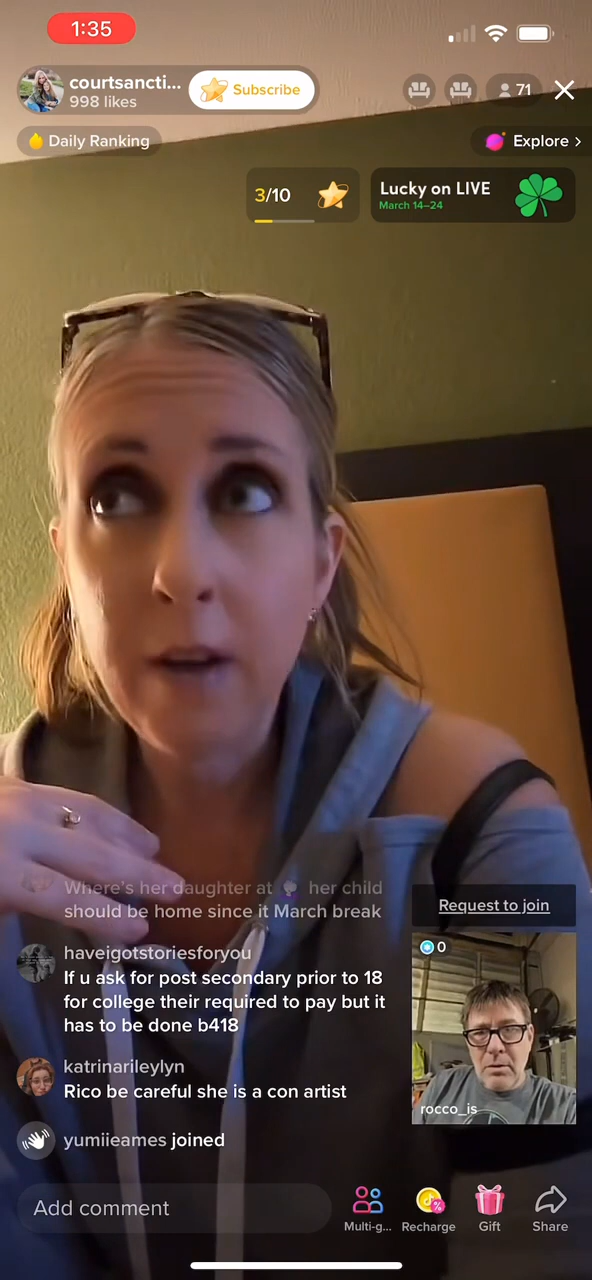 1:35
courtsancti...
998 likes
Subscribe
71
Daily Ranking
Explore >
3/10
Lucky on LIVE
March 14–24
Where's her daughter at her child
should be home since it March break
haveigotstoriesforyou
If u ask for post secondary prior to 18
for college their required to pay but it
has to be done b418
katrinarileylyn
Rico be careful she is a con artist
yumiieames joined
Request to join
0
rocco_is
Add comment
Multi-g...
Recharge
Gift
Share